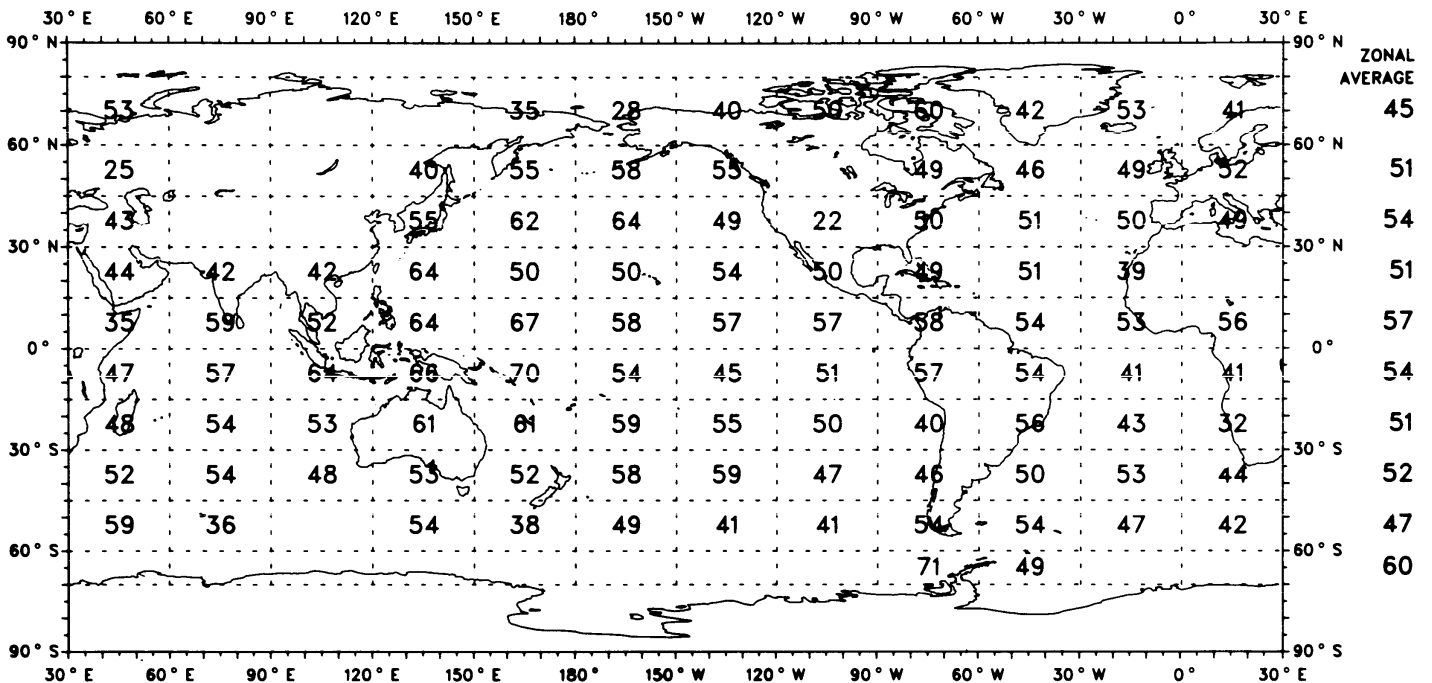 30° E 60° E 90° E 120° E 150° E 180° 150° W 120° W 90° W 60° W 30° W 0° 30° E
90° N 90° N
ZONAL
AVERAGE
53 35 28 40 50 60 42 53 41 45
60° N 60° N
25 40 55 58 55 49 46 49 52 51
43 55 62 64 49 22 50 51 50 49 54
30° N 30° N
44 42 42 64 50 50 54 50 49 51 39 51
35 59 52 64 67 58 57 57 58 54 53 56 57
0° 0°
47 57 64 66 70 54 45 51 57 54 41 41 54
48 54 53 61 61 59 55 50 40 56 43 32 51
30° S 30° S
52 54 48 53 52 58 59 47 46 50 53 44 52
59 36 54 38 49 41 41 54 54 47 42 47
60° S 60° S
71 49 60
90° S 90° S
30° E 60° E 90° E 120° E 150° E 180° 150° W 120° W 90° W 60° W 30° W 0° 30° E